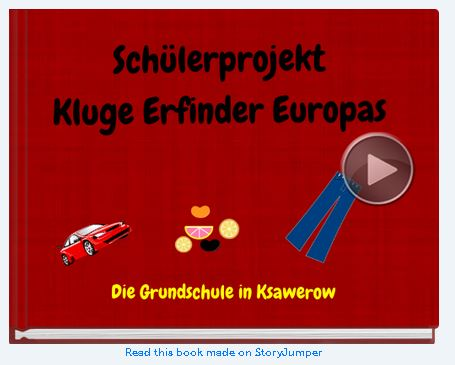 Schülerprojekt
Kluge Erfinder Europas
Die Grundschule in Ksawerow
Read this book made on StoryJumper